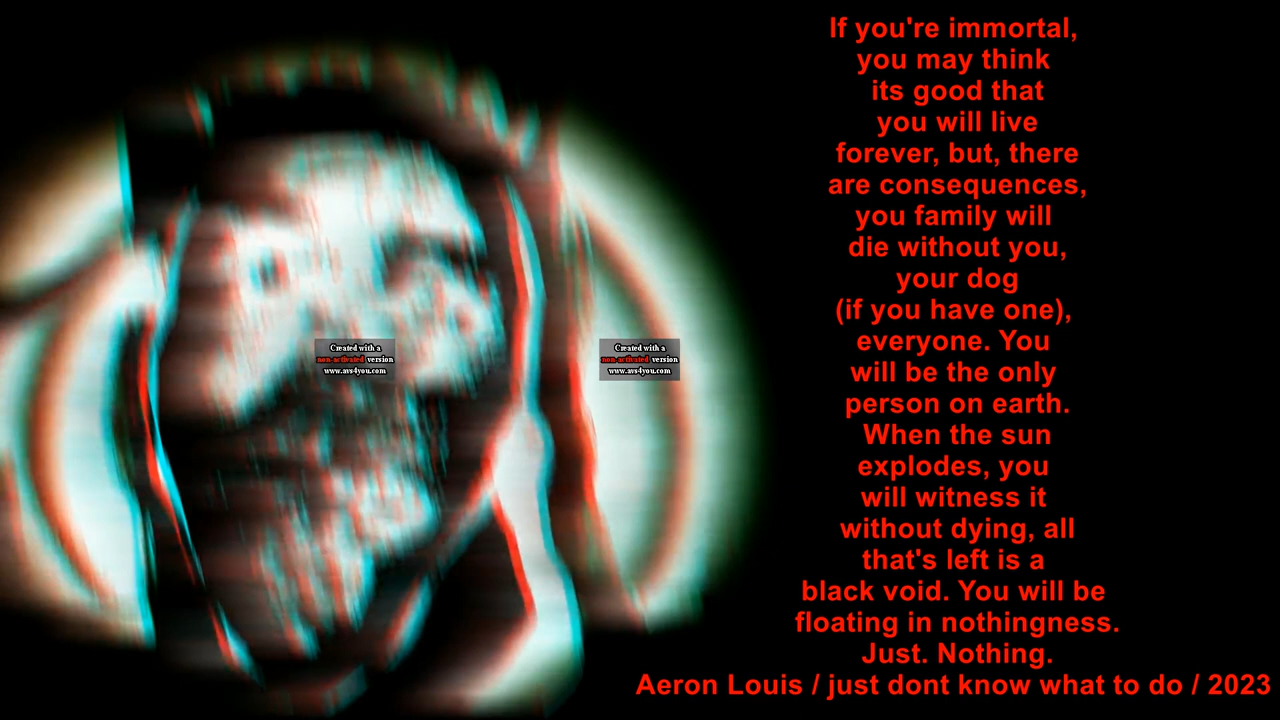 If you're immortal,
you may think
its good that
you will live
forever, but, there
are consequences,
you family will
die without you,
your dog
(if you have one),
everyone. You
will be the only
person on earth.
When the sun
explodes, you
will witness it
without dying, all
that's left is a
black void. You will be
floating in nothingness.
Just. Nothing.
Aeron Louis / just dont know what to do / 2023
Created with a
non-activated version
www.avs4you.com
Created with a
non-activated version
www.avs4you.com